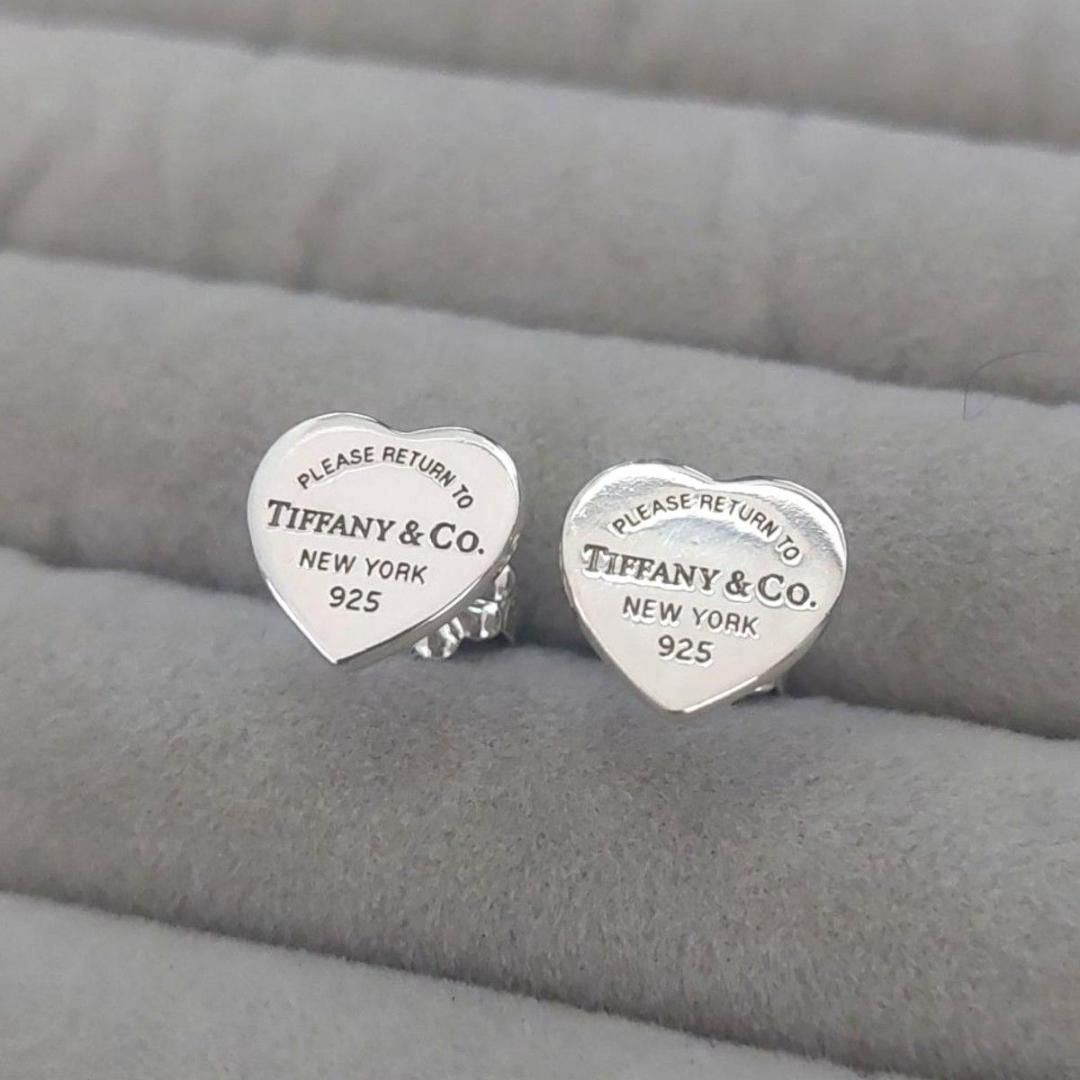 PLEASE RETURN TO
TIFFANY & CO.
NEW YORK
925
PLEASE RETURN TO
TIFFANY & CO.
NEW YORK
925